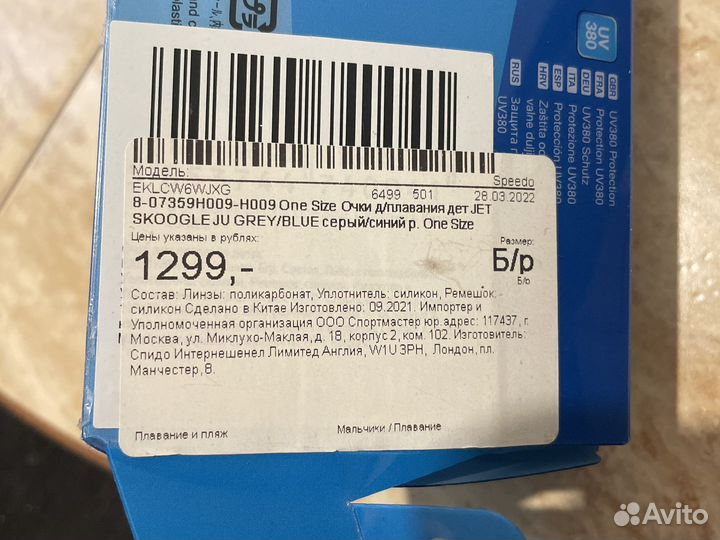 UV
380
GBR UV380 Protection
FRA Protection UV380
DEU UV380 Schutz
ITA Protezione UV380
ESP Protección UV380
HRV Zaštita od
valne dulj
RUS Защита
UV380
Модель:
Speedo
EKLCW6WJXG 6499 501 28.03.2022
8-07359H009-H009 One Size Очки д/плавания дет JET
SKOOGLE JU GREY/BLUE серый/синий р. One Size
Цены указаны в рублях: Размер:
1299,- Б/р
Б/о
Состав: Линзы: поликарбонат, Уплотнитель: силикон, Ремешок:
силикон Сделано в Китае Изготовлено: 09.2021. Импортер и
Уполномоченная организация ООО Спортмастер юр.адрес: 117437, г.
Москва, ул. Миклухо-Маклая, д. 18, корпус 2, ком. 102. Изготовитель:
Спидо Интернешенел Лимитед Англия, W1U 3PH, Лондон, пл.
Манчестер, 8.
Плавание и пляж Мальчики / Плавание
Avito